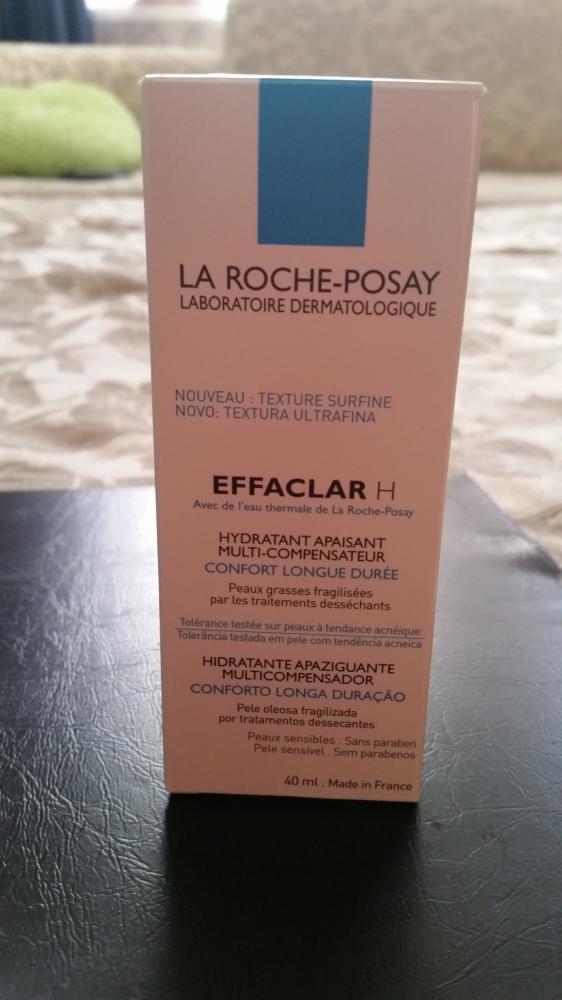 LA ROCHE-POSAY
LABORATOIRE DERMATOLOGIQUE
NOUVEAU : TEXTURE SURFINE
NOVO: TEXTURA ULTRAFINA
EFFACLAR H
Avec de l'eau thermale de La Roche-Posay
HYDRATANT APAISANT
MULTI-COMPENSATEUR
CONFORT LONGUE DURÉE
Peaux grasses fragilisées
par les traitements desséchants
Tolérance testée sur peaux à tendance acnéique
Tolerância testada em pele com tendência acneica
HIDRATANTE APAZIGUANTE
MULTICOMPENSADOR
CONFORTO LONGA DURAÇÃO
Pele oleosa fragilizada
por tratamentos dessecantes
Peaux sensibles . Sans paraben
Pele sensível . Sem parabenos
40 ml . Made in France